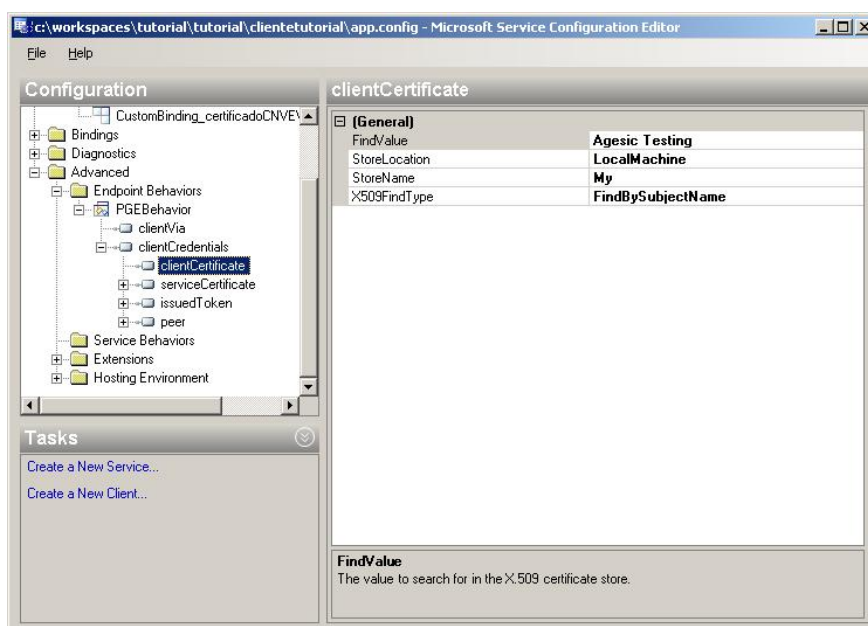 c:\workspaces\tutorial\tutorial\clientetutorial\app.config - Microsoft Service Configuration Editor
File Help
Configuration
CustomBinding_certificadoCNVE
Bindings
Diagnostics
Advanced
Endpoint Behaviors
PGEBehavior
clientVia
clientCredentials
clientCertificate
serviceCertificate
issuedToken
peer
Service Behaviors
Extensions
Hosting Environment
Tasks
Create a New Service...
Create a New Client...
clientCertificate
(General)
FindValue Agesic Testing
StoreLocation LocalMachine
StoreName My
X509FindType FindBySubjectName
FindValue
The value to search for in the X.509 certificate store.